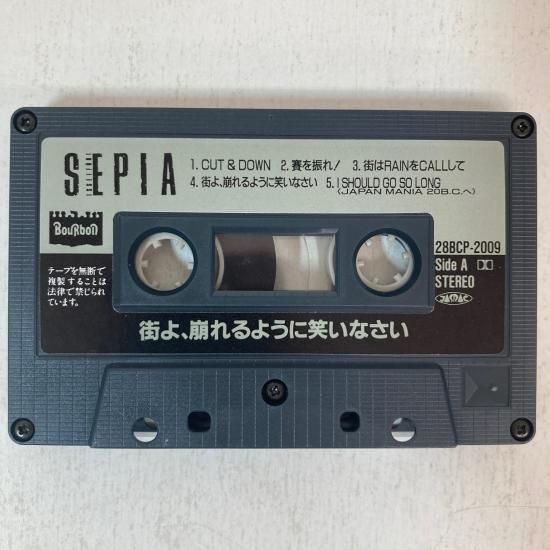 SEPIA
1. CUT & DOWN 2.賽を振れ! 3. 街はRAINをCALLして
4. 街よ、崩れるように笑いなさい 5. I SHOULD GO SO LONG
(JAPAN MANIA 20B.C.へ)
BOURBON
28BCP-2009
Side A
STEREO
テープを無断で
複製することは
法律で禁じられ
ています。
街よ、崩れるように笑いなさい